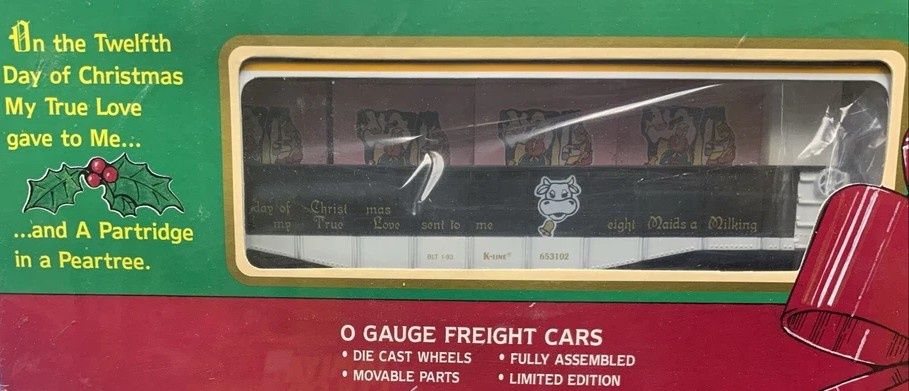 On the Twelfth
Day of Christmas
My True Love
gave to Me...
...and A Partridge
in a Peartree.
day of Christ mas
my True Love sent to me eight Maids a Milking
BLT 1-93 K-LINE® 653102
O GAUGE FREIGHT CARS
• DIE CAST WHEELS • FULLY ASSEMBLED
• MOVABLE PARTS • LIMITED EDITION